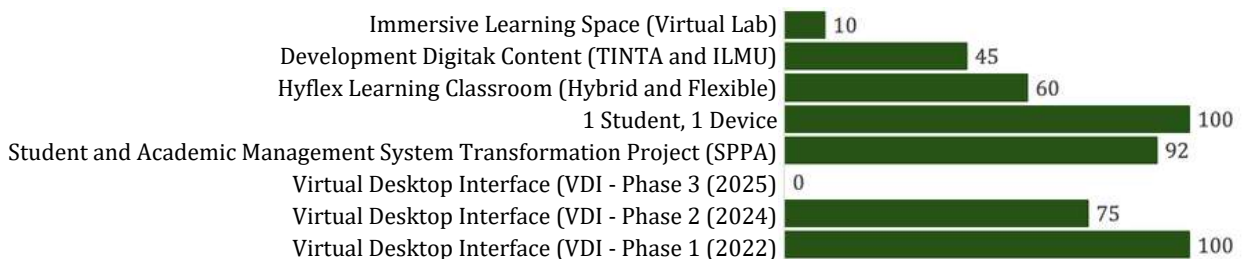 Immersive Learning Space (Virtual Lab) 10
Development Digitak Content (TINTA and ILMU) 45
Hyflex Learning Classroom (Hybrid and Flexible) 60
1 Student, 1 Device 100
Student and Academic Management System Transformation Project (SPPA) 92
Virtual Desktop Interface (VDI - Phase 3 (2025) 0
Virtual Desktop Interface (VDI - Phase 2 (2024) 75
Virtual Desktop Interface (VDI - Phase 1 (2022) 100